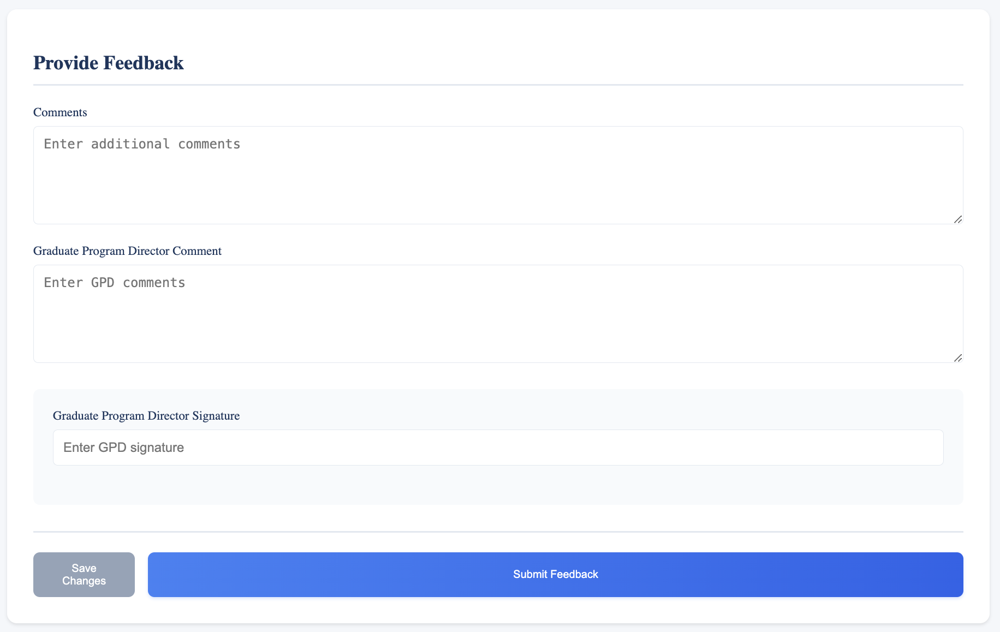 Provide Feedback
Comments
Enter additional comments
Graduate Program Director Comment
Enter GPD comments
Graduate Program Director Signature
Enter GPD signature
Save
Changes
Submit Feedback